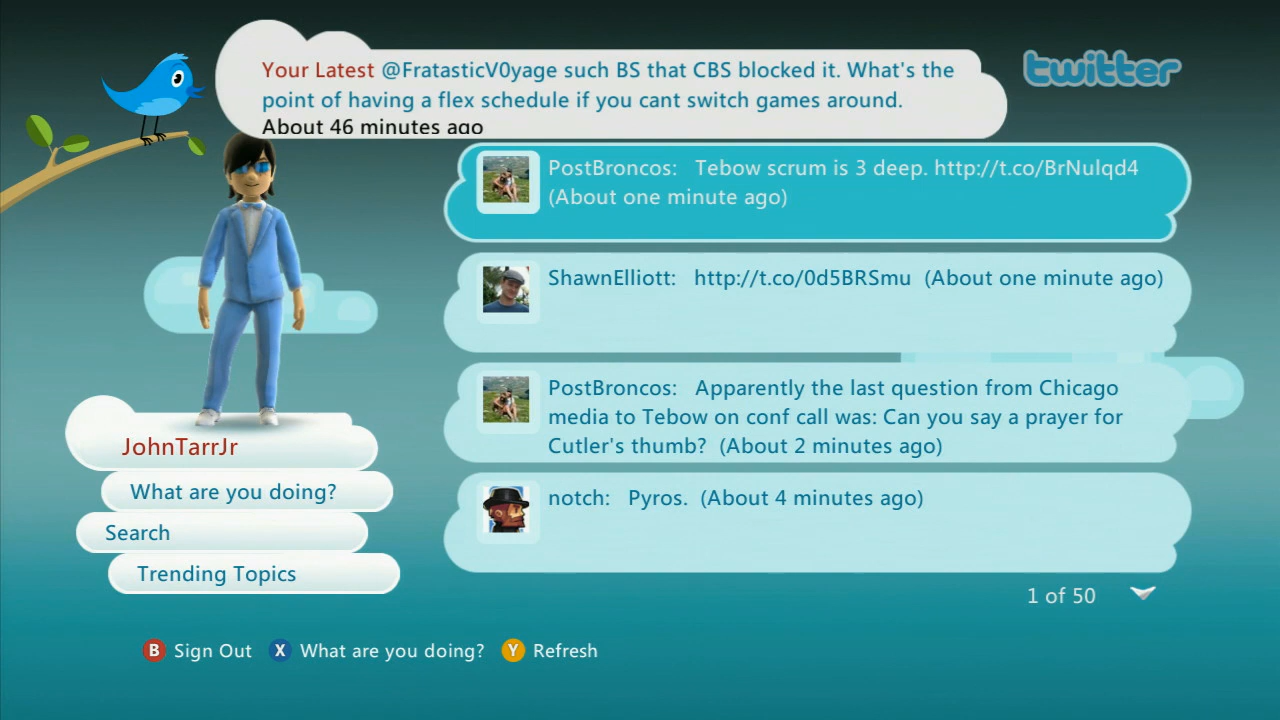 Your Latest @FratasticV0yage such BS that CBS blocked it. What's the
point of having a flex schedule if you cant switch games around.
About 46 minutes ago
twitter
PostBroncos: Tebow scrum is 3 deep. http://t.co/BrNulqd4
(About one minute ago)
ShawnElliott: http://t.co/0d5BRSmu (About one minute ago)
PostBroncos: Apparently the last question from Chicago
media to Tebow on conf call was: Can you say a prayer for
Cutler's thumb? (About 2 minutes ago)
notch: Pyros. (About 4 minutes ago)
1 of 50
JohnTarrJr
What are you doing?
Search
Trending Topics
B Sign Out X What are you doing? Y Refresh